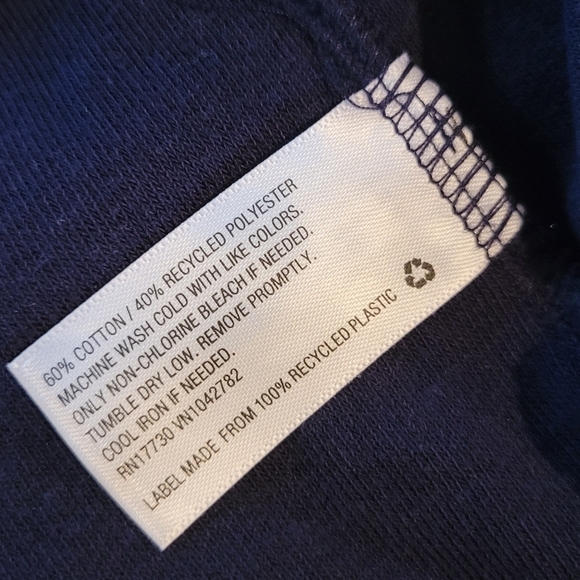 60% COTTON / 40% RECYCLED POLYESTER
MACHINE WASH COLD WITH LIKE COLORS.
ONLY NON-CHLORINE BLEACH IF NEEDED.
TUMBLE DRY LOW. REMOVE PROMPTLY.
COOL IRON IF NEEDED.
RN17730 VN1042782
LABEL MADE FROM 100% RECYCLED PLASTIC